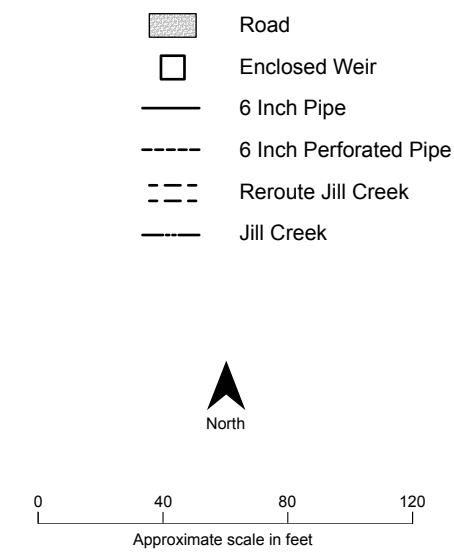 Road
Enclosed Weir
6 Inch Pipe
6 Inch Perforated Pipe
Reroute Jill Creek
Jill Creek
North
0 40 80 120
Approximate scale in feet